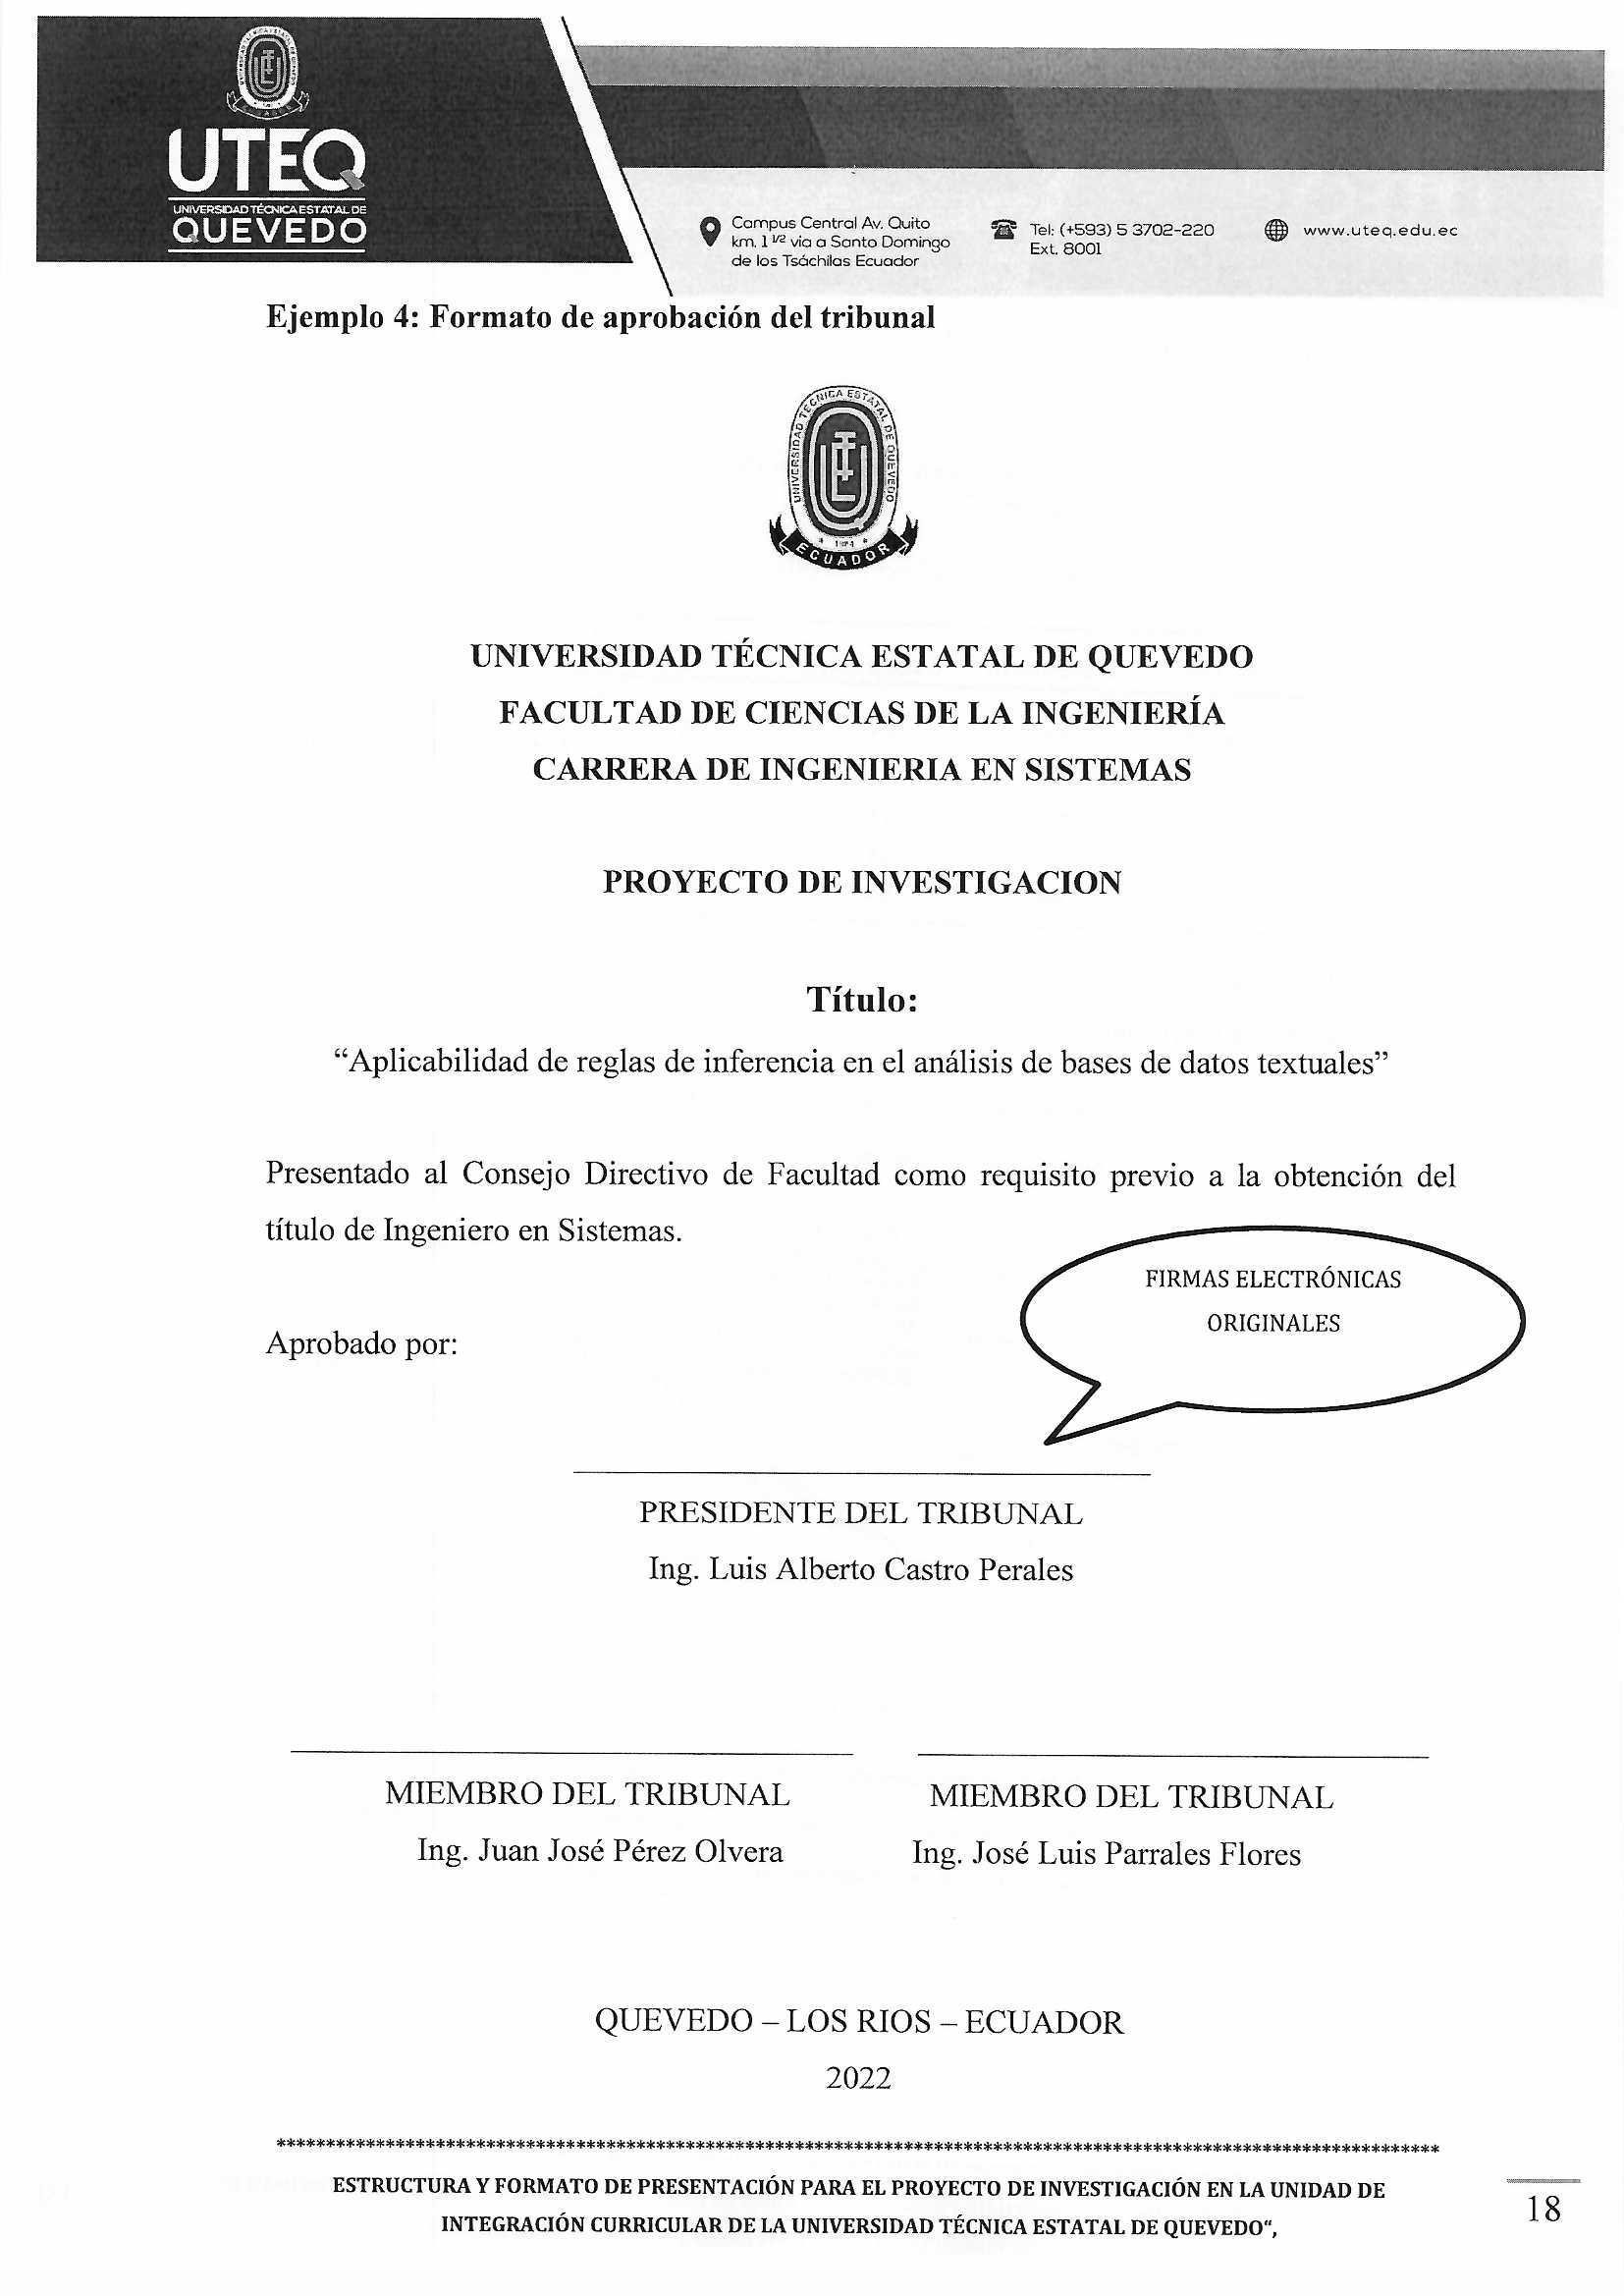 UTEQ
UNIVERSIDAD TÉCNICA ESTATAL DE
QUEVEDO
Campus Central Av. Quito
km. 1 1/2 via a Santo Domingo
de los Tsáchilas Ecuador
Tel: (+593) 5 3702-220
Ext. 8001
www.uteq.edu.ec
Ejemplo 4: Formato de aprobación del tribunal
UNIVERSIDAD TÉCNICA ESTATAL DE QUEVEDO
ECUADOR
UNIVERSIDAD TÉCNICA ESTATAL DE QUEVEDO
FACULTAD DE CIENCIAS DE LA INGENIERÍA
CARRERA DE INGENIERIA EN SISTEMAS
PROYECTO DE INVESTIGACION
Título:
“Aplicabilidad de reglas de inferencia en el análisis de bases de datos textuales”
Presentado al Consejo Directivo de Facultad como requisito previo a la obtención del
título de Ingeniero en Sistemas.
FIRMAS ELECTRÓNICAS
ORIGINALES
Aprobado por:
PRESIDENTE DEL TRIBUNAL
Ing. Luis Alberto Castro Perales
MIEMBRO DEL TRIBUNAL
Ing. Juan José Pérez Olvera
MIEMBRO DEL TRIBUNAL
Ing. José Luis Parrales Flores
QUEVEDO – LOS RIOS – ECUADOR
2022
ESTRUCTURA Y FORMATO DE PRESENTACIÓN PARA EL PROYECTO DE INVESTIGACIÓN EN LA UNIDAD DE
INTEGRACIÓN CURRICULAR DE LA UNIVERSIDAD TÉCNICA ESTATAL DE QUEVEDO“,
18